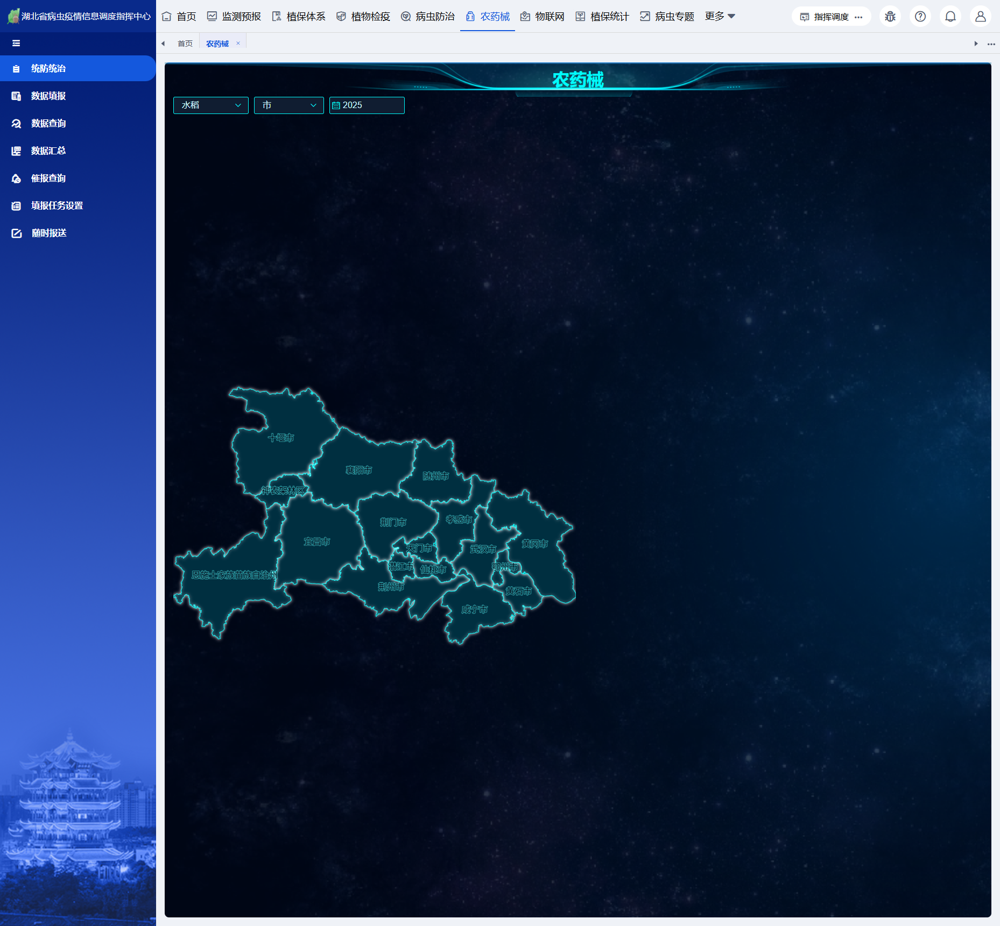 湖北省病虫疫情信息调度指挥中心
首页 监测预报 植保体系 植物检疫 病虫防治 农药械 物联网 植保统计 病虫专题 更多
指挥调度
首页 农药械
统防统治
数据填报
数据查询
数据汇总
催报查询
填报任务设置
随时报送
农药械
水稻 市 2025
十堰市
襄阳市
随州市
神农架林区
孝感市
荆门市
宜昌市
黄冈市
天门市
武汉市
潜江市
仙桃市
鄂州市
恩施土家族苗族自治州
荆州市
黄石市
咸宁市